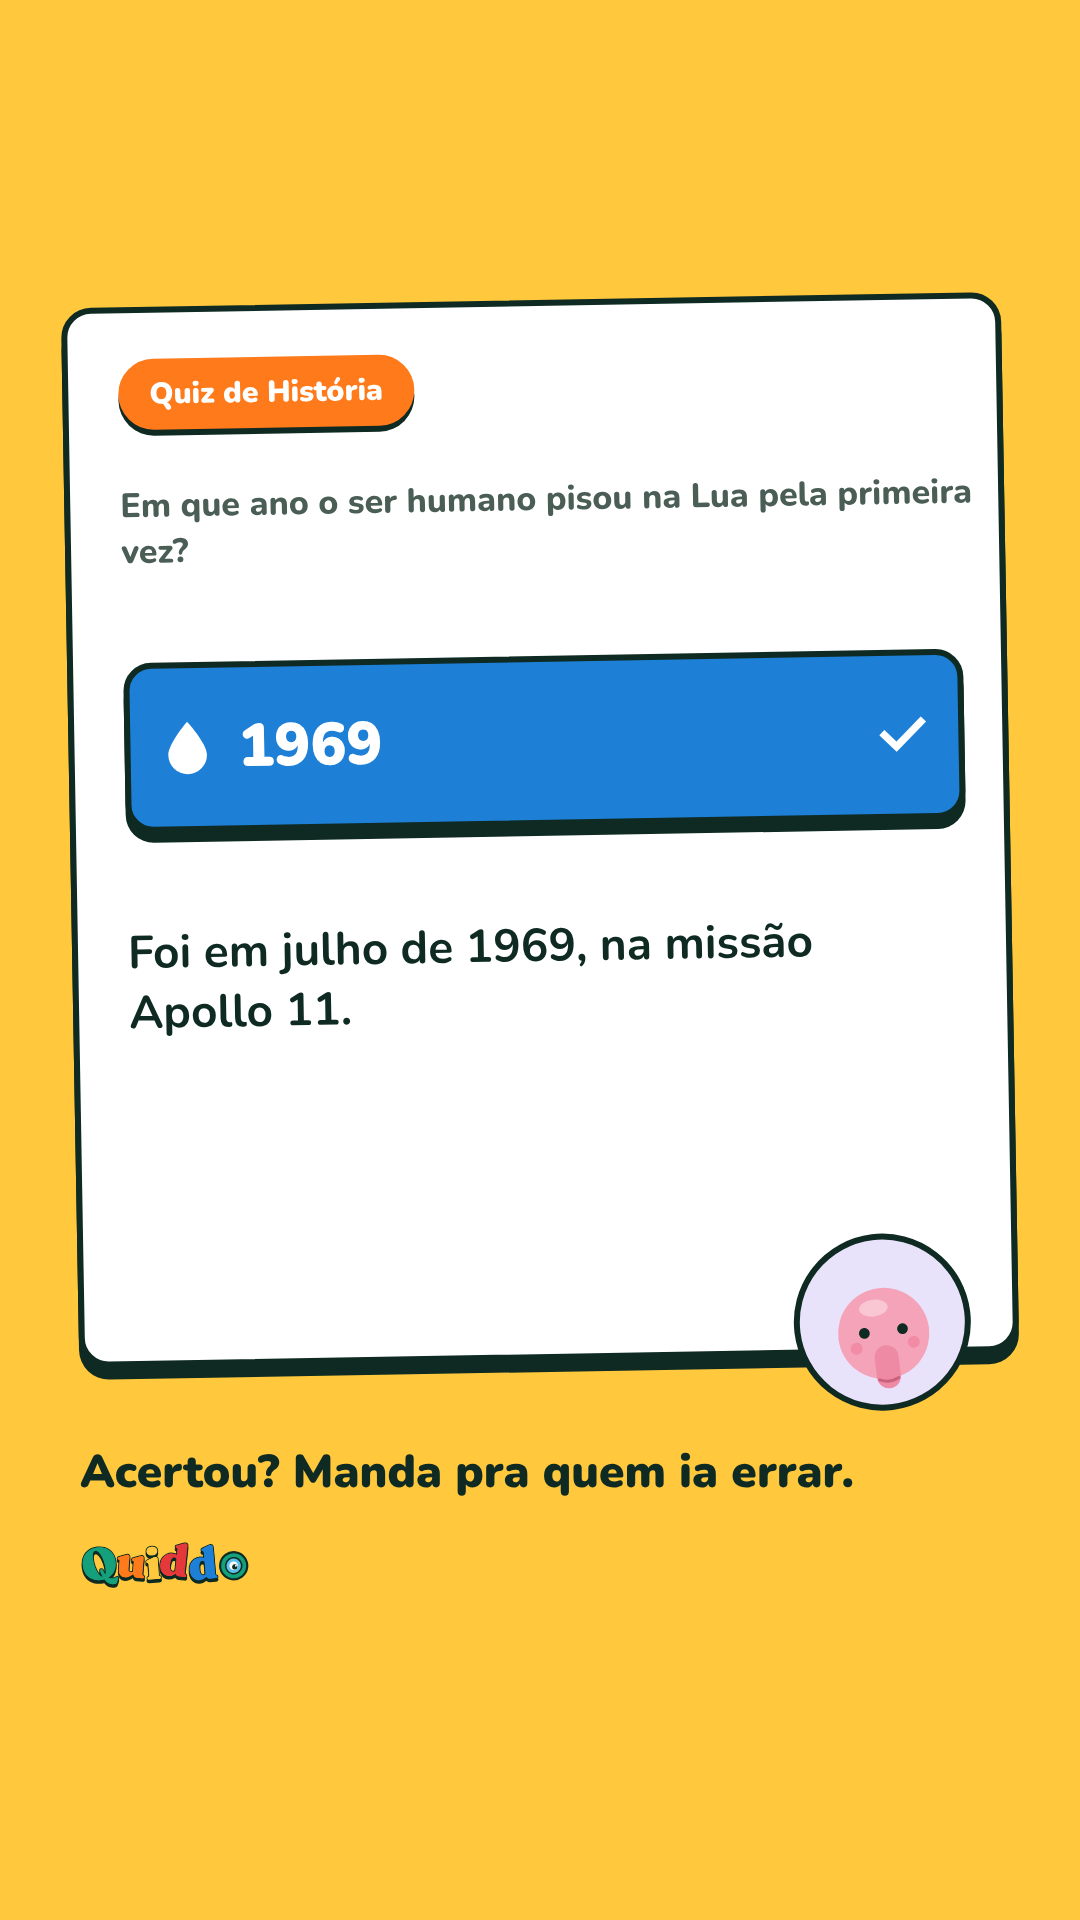 Quiz de História
Em que ano o ser humano pisou na Lua pela primeira
vez?
1969
Foi em julho de 1969, na missão
Apollo 11.
Acertou? Manda pra quem ia errar.
Quiddo